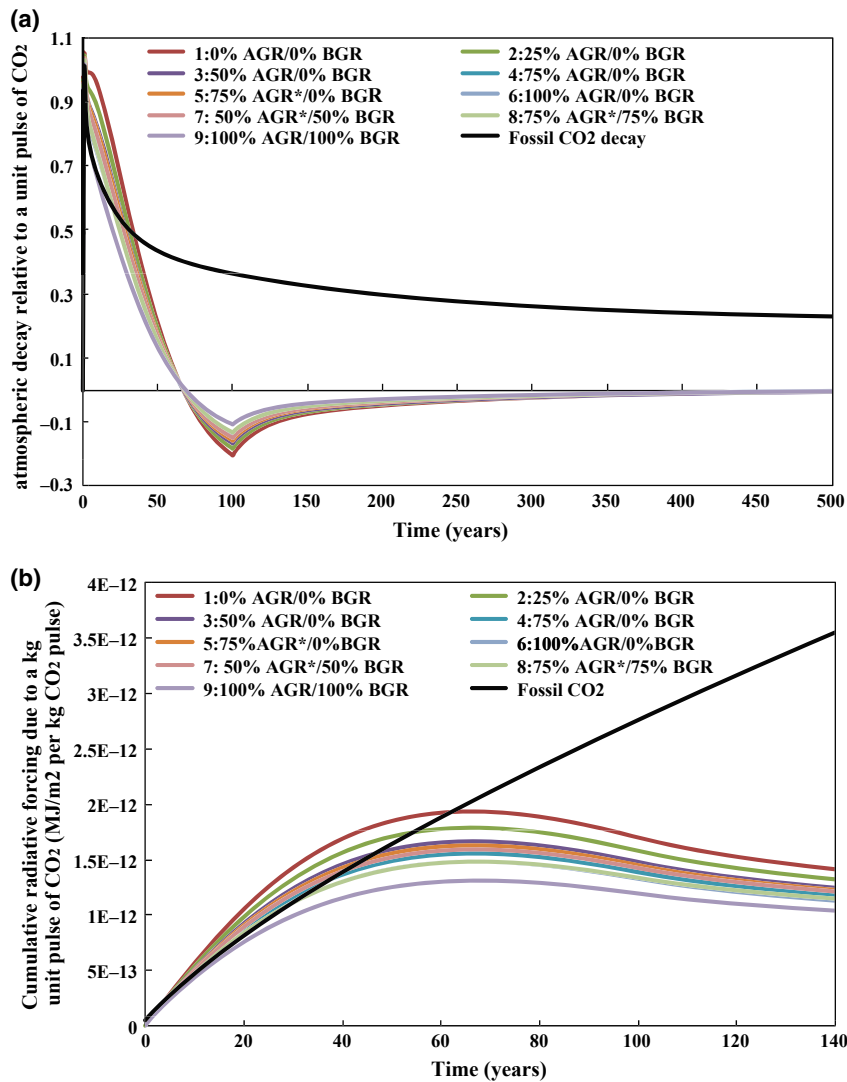 (a)
atmospheric decay relative to a unit pulse of CO₂
1.1
0.9
0.7
0.5
0.3
0.1
–0.1
–0.3
1:0% AGR/0% BGR
2:25% AGR/0% BGR
3:50% AGR/0% BGR
4:75% AGR/0% BGR
5:75% AGR*/0% BGR
6:100% AGR/0% BGR
7: 50% AGR*/50% BGR
8:75% AGR*/75% BGR
9:100% AGR/100% BGR
Fossil CO2 decay
0 50 100 150 200 250 300 350 400 450 500
Time (years)
(b)
Cumulative radiative forcing due to a kg
unit pulse of CO₂ (MJ/m2 per kg CO₂ pulse)
4E–12
3.5E–12
3E–12
2.5E–12
2E–12
1.5E–12
1E–12
5E–13
0
1:0% AGR/0% BGR
2:25% AGR/0% BGR
3:50% AGR/0% BGR
4:75% AGR/0% BGR
5:75%AGR*/0%BGR
6:100%AGR/0%BGR
7: 50% AGR*/50% BGR
8:75% AGR*/75% BGR
9:100% AGR/100% BGR
Fossil CO2
0 20 40 60 80 100 120 140
Time (years)